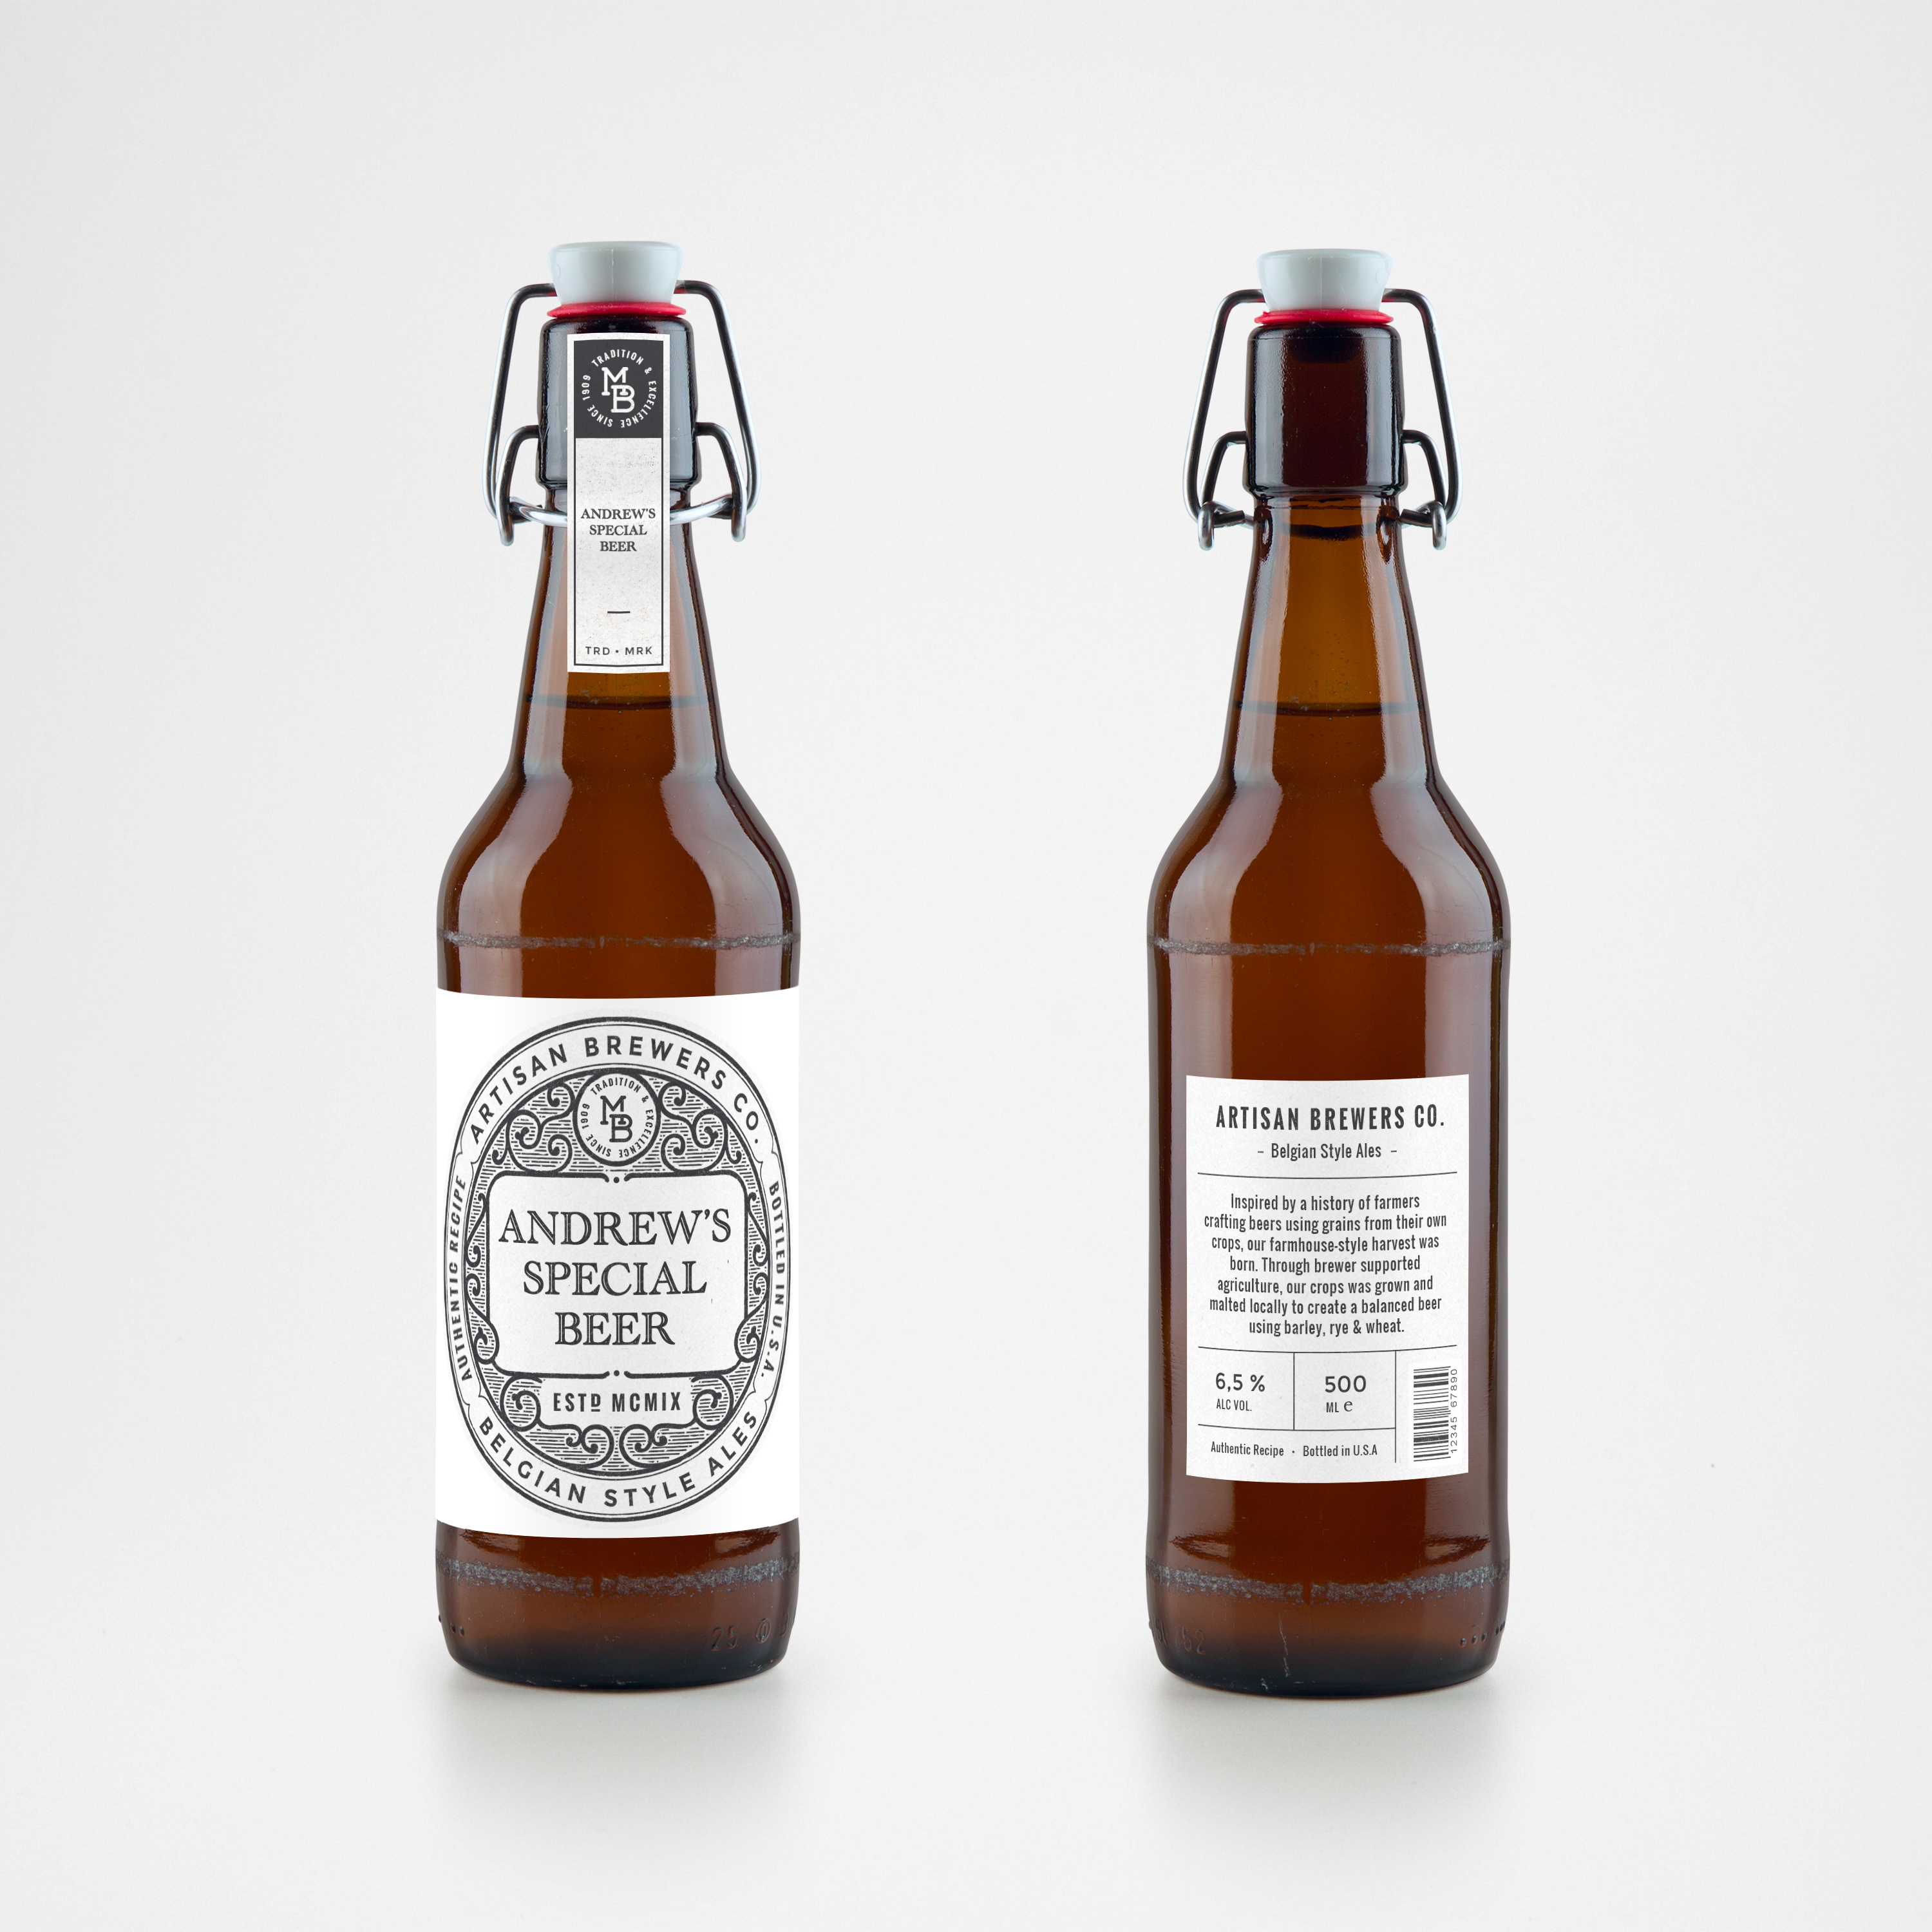 TRADITION & EXCELLENCE SINCE 1609
MB
ANDREW'S
SPECIAL
BEER
TRD • MRK
ARTISAN BREWERS CO.
BOTTLED IN U.S.A.
BELGIAN STYLE ALES
AUTHENTIC RECIPE
TRADITION & EXCELLENCE SINCE 1609
MB
ANDREW'S
SPECIAL
BEER
ESTD MCMIX
25
ARTISAN BREWERS CO.
– Belgian Style Ales –
Inspired by a history of farmers
crafting beers using grains from their own
crops, our farmhouse-style harvest was
born. Through brewer supported
agriculture, our crops was grown and
malted locally to create a balanced beer
using barley, rye & wheat.
6,5 %
ALC VOL.
500
ML e
12345 67890
Authentic Recipe · Bottled in U.S.A